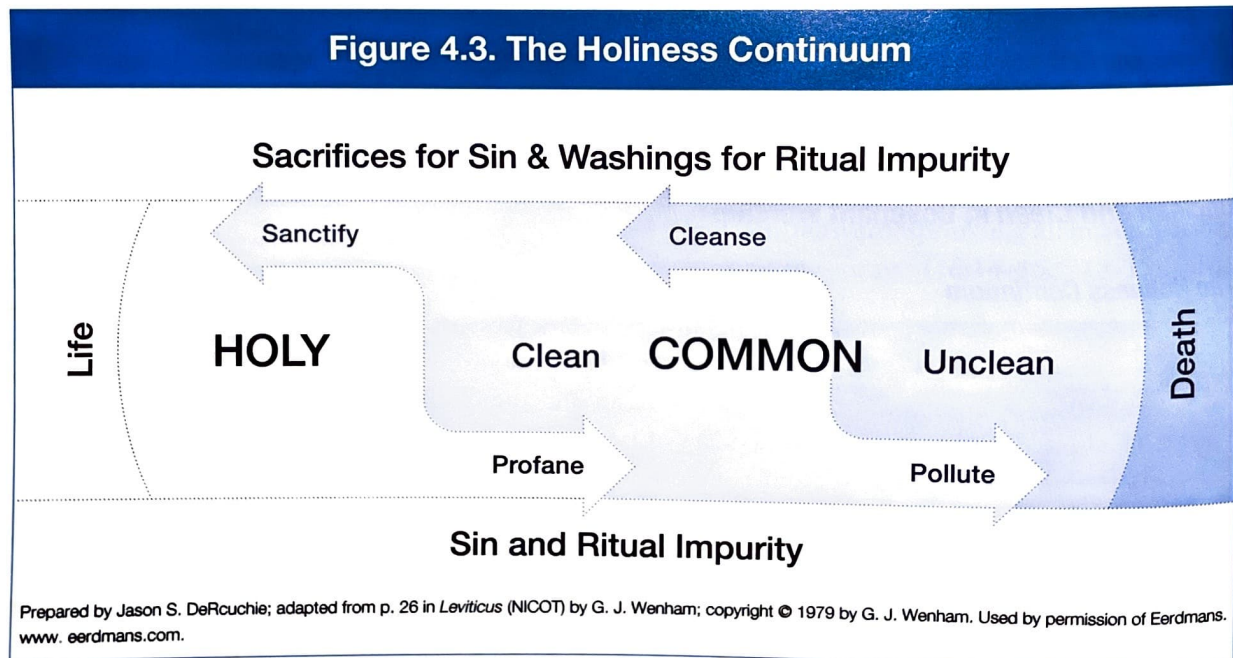 Figure 4.3. The Holiness Continuum
Sacrifices for Sin & Washings for Ritual Impurity
Sanctify
Cleanse
Life
HOLY
Clean
COMMON
Unclean
Death
Profane
Pollute
Sin and Ritual Impurity
Prepared by Jason S. DeRcuchie; adapted from p. 26 in Leviticus (NICOT) by G. J. Wenham; copyright © 1979 by G. J. Wenham. Used by permission of Eerdmans.
www. eerdmans.com.